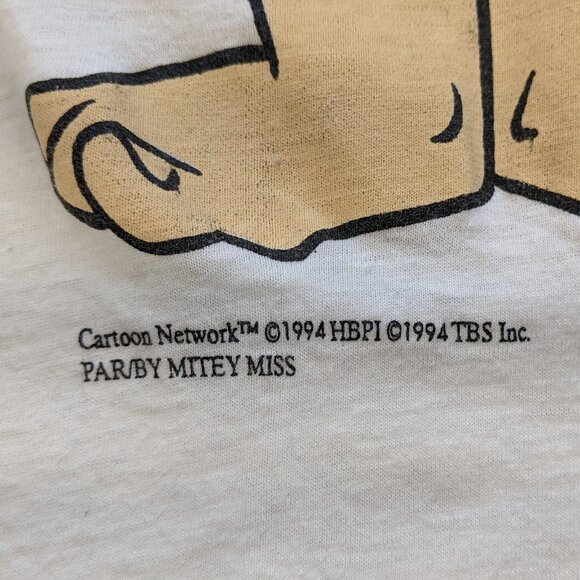 Cartoon Network™ ©1994 HBPI ©1994 TBS Inc.
PAR/BY MITEY MISS